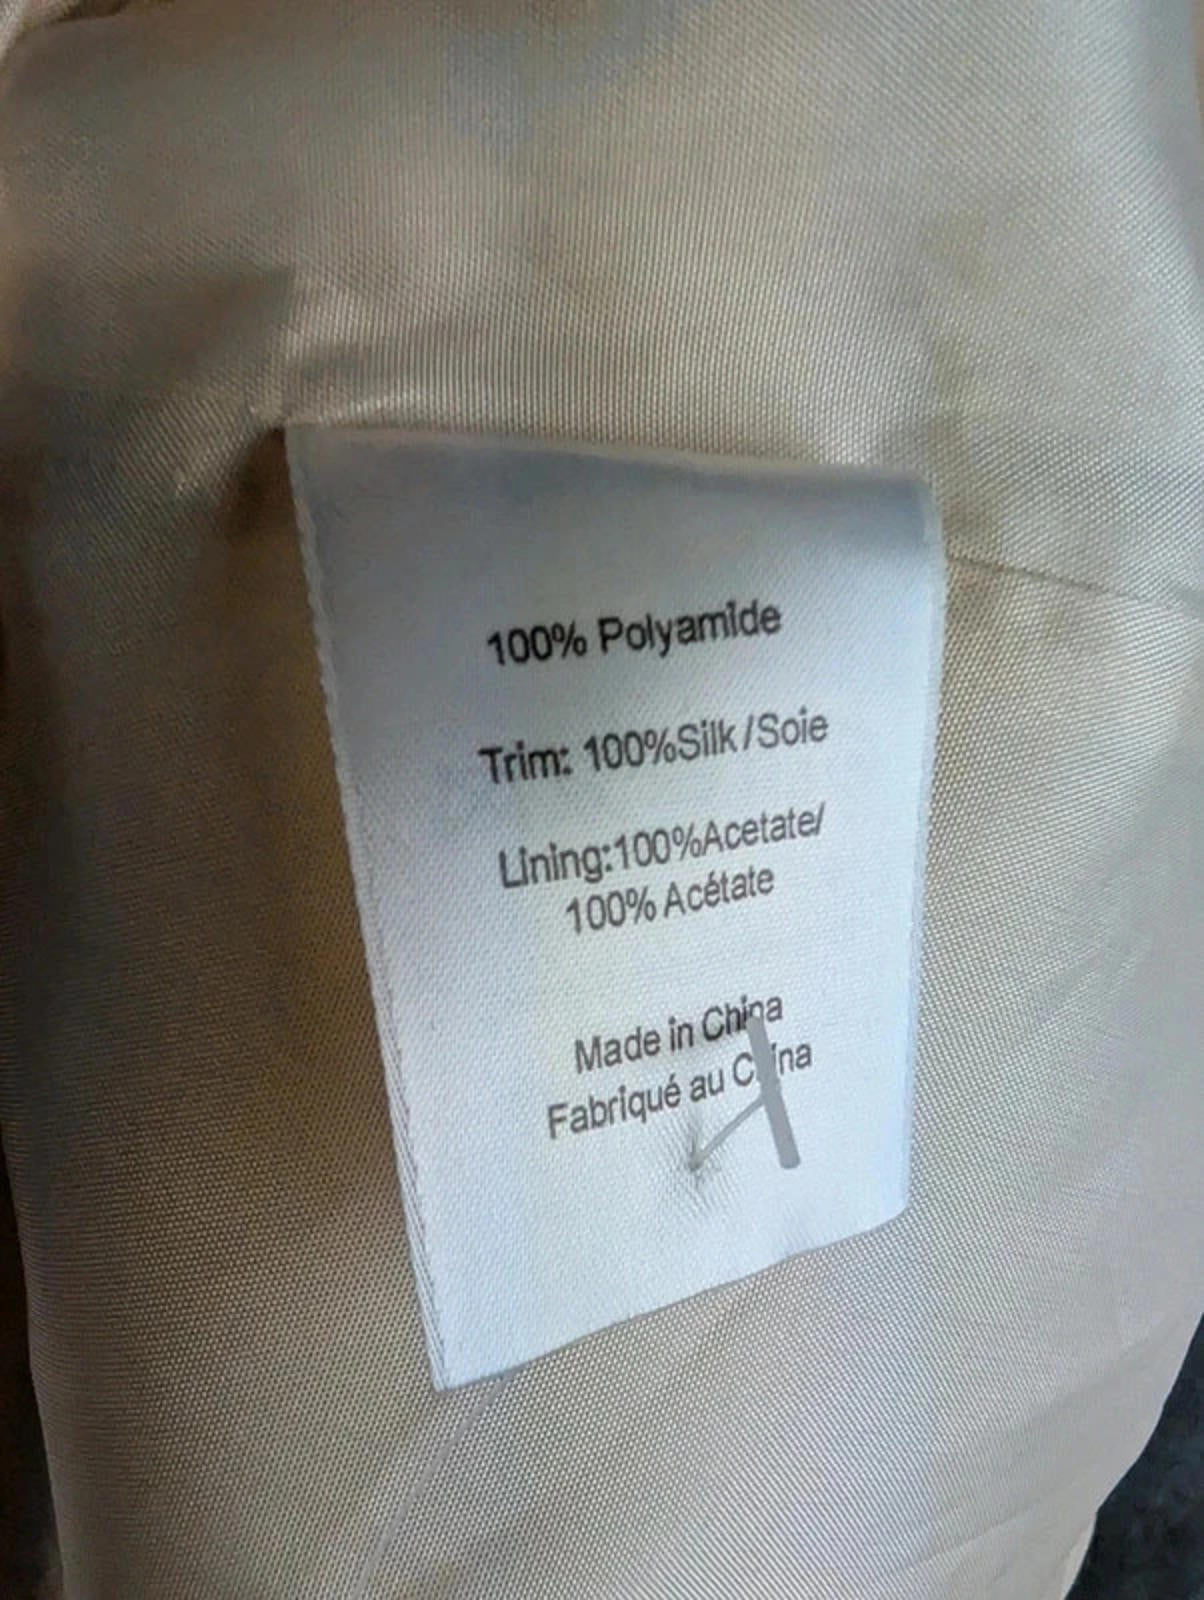 100% Polyamide
Trim: 100%Silk/Soie
Lining:100%Acetate/
100% Acétate
Made in China
Fabriqué au China